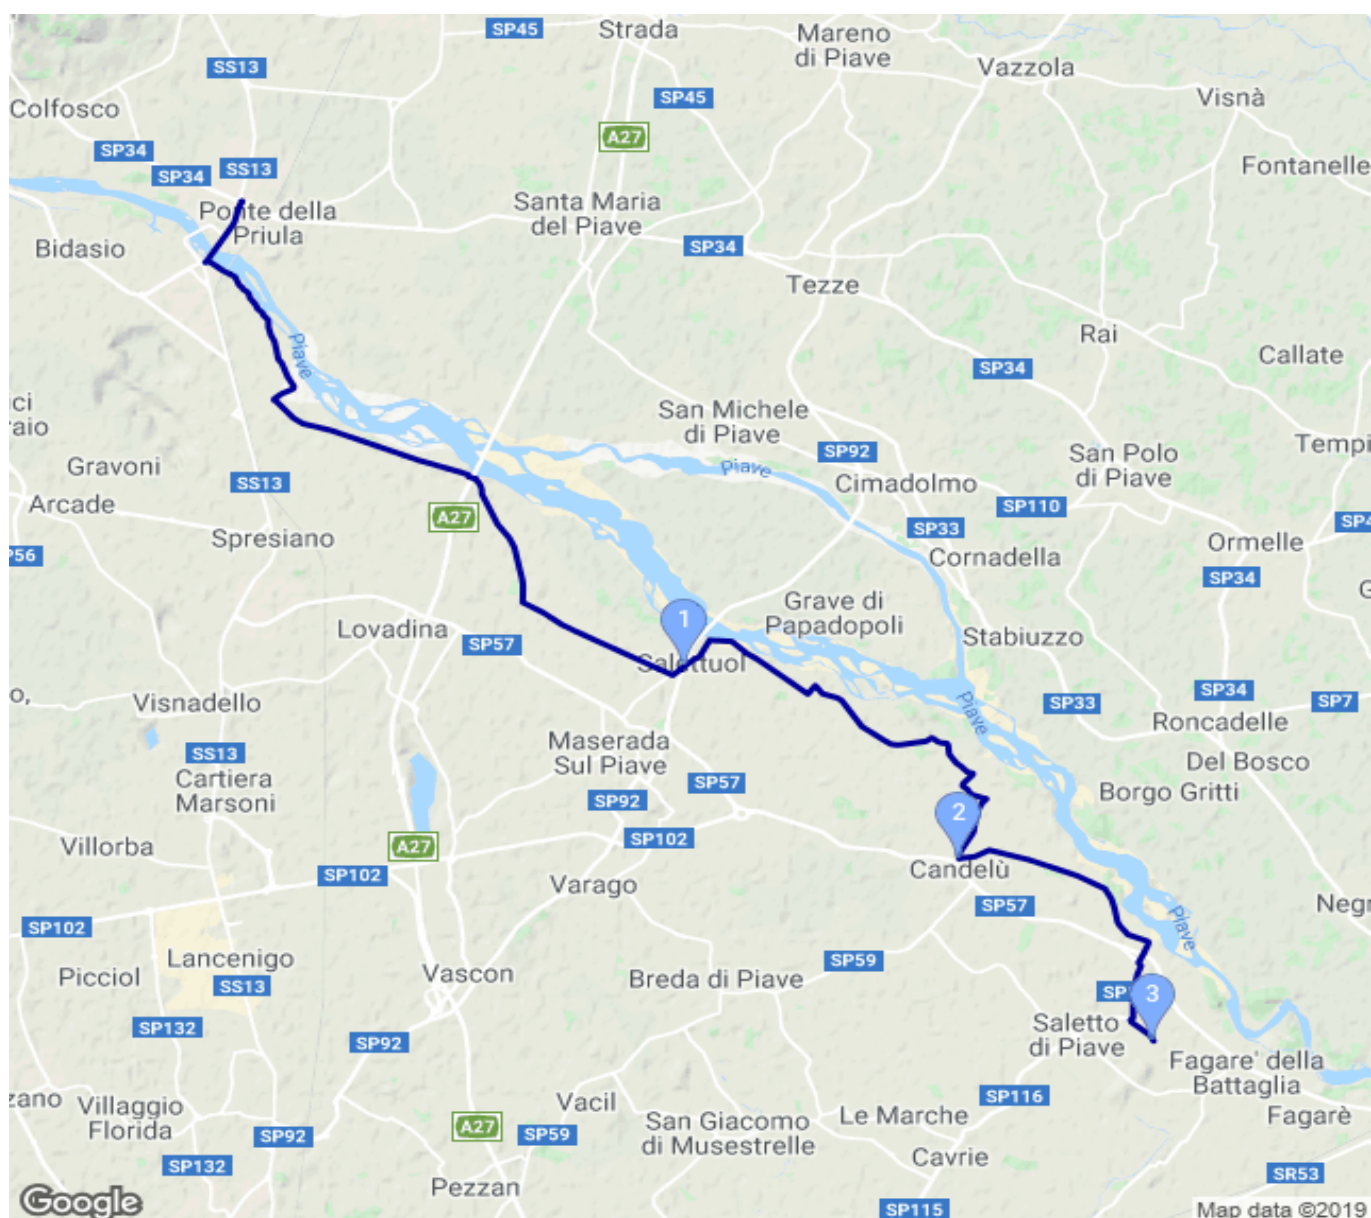 SP45
Strada
Mareno
di Piave
SS13
Vazzola
SP45
Visnà
Colfosco
A27
SP34
SS13
SP34
Fontanelle
Santa Maria
del Piave
Ponte della
Priula
Bidasio
SP34
Tezze
Rai
Piave
Callate
SP34
San Michele
di Piave
SP92
San Polo
di Piave
Gravoni
Piave
SS13
Cimadolmo
Arcade
SP110
A27
SP33
Spresiano
Cornadella
Ormelle
SP34
Grave di
Papadopoli
1
Lovadina
SP57
Stabiuzzo
Salettuol
Visnadello
SP34
SP33
SP7
Piave
Roncadelle
SS13
Maserada
Sul Piave
Del Bosco
Cartiera
Marsoni
SP57
SP92
Borgo Gritti
2
SP102
Villorba
A27
Candelù
SP102
Varago
SP57
SP102
Piave
Lancenigo
SP59
Picciol
Vascon
Breda di Piave
SS13
3
SP132
Saletto
di Piave
SP92
Fagare' della
Battaglia
Villaggio
Florida
Vacil
SP116
San Giacomo
di Musestrelle
Le Marche
Fagarè
A27
SP59
SP92
Cavrie
SP132
SR53
Pezzan
Google
SP115
Map data ©2019